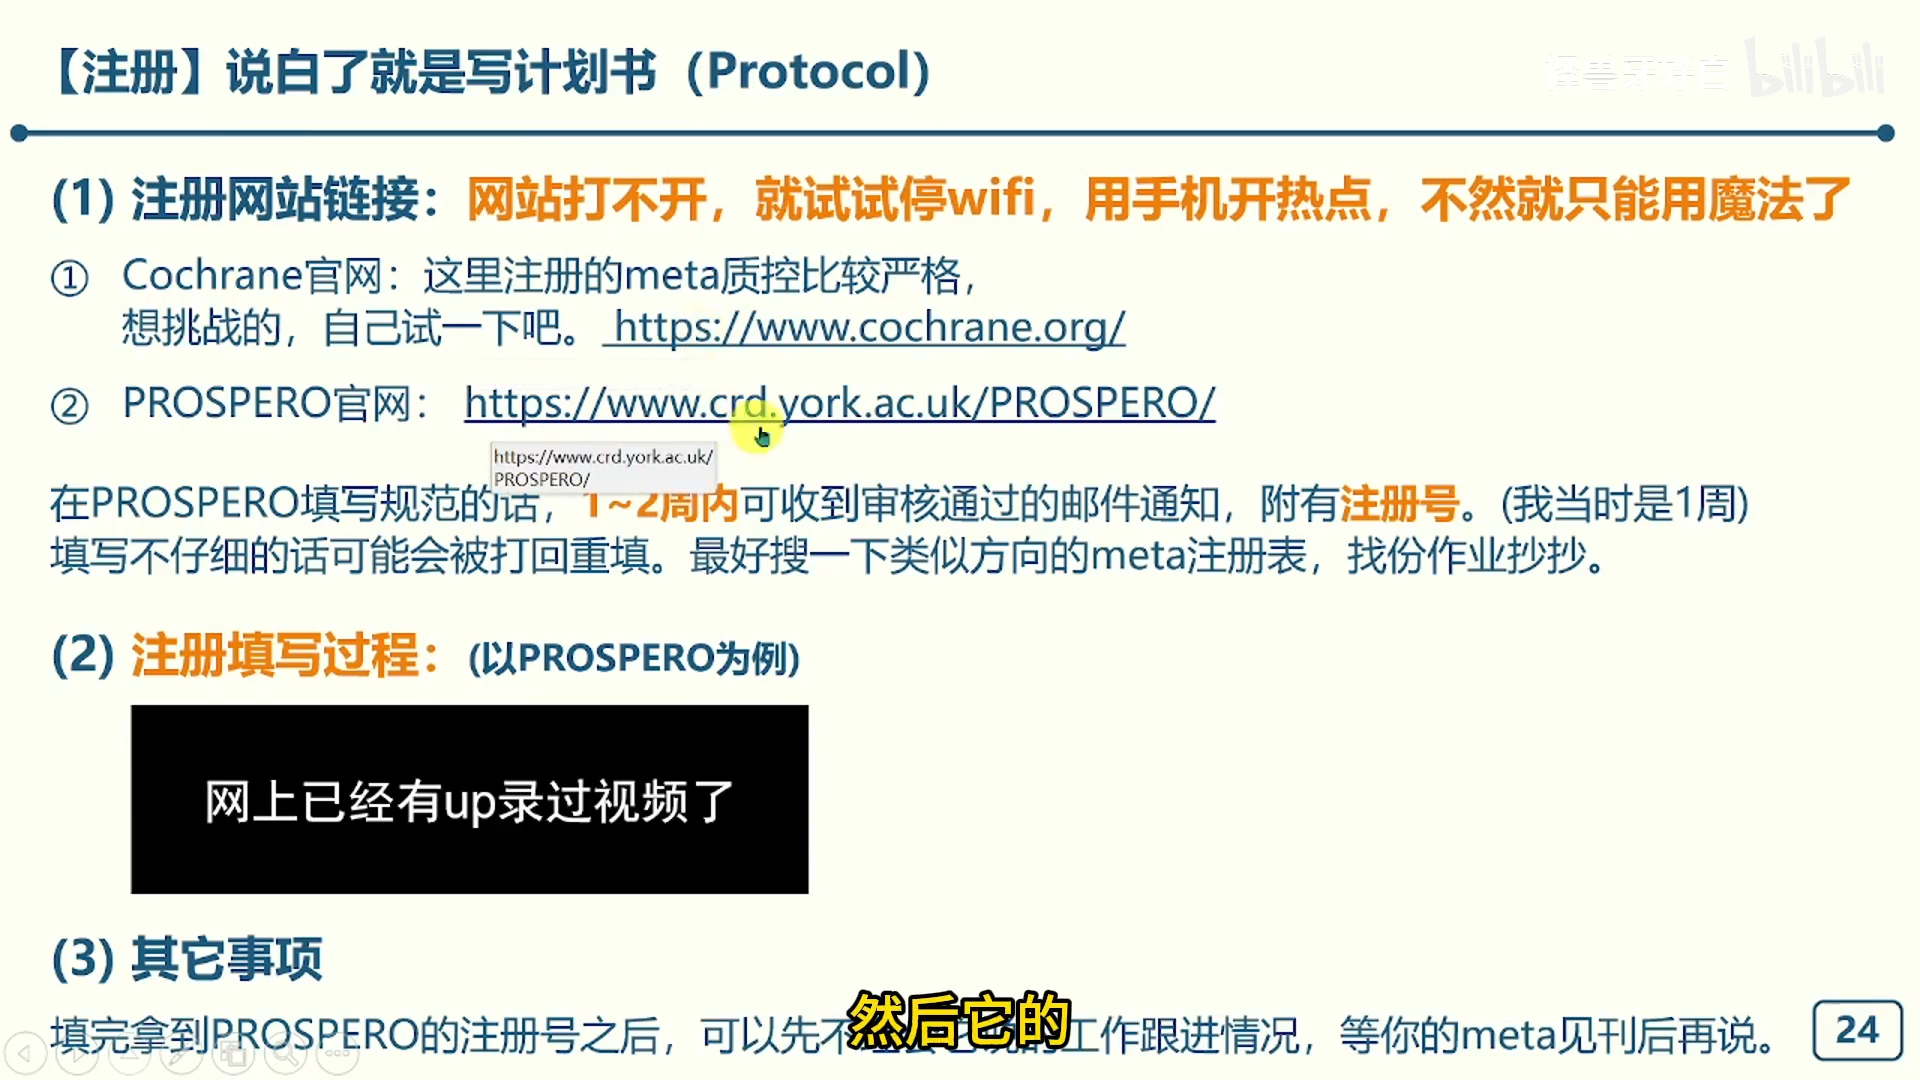 【注册】说白了就是写计划书（Protocol）
bilibili
(1) 注册网站链接：网站打不开，就试试停wifi，用手机开热点，不然就只能用魔法了
① Cochrane官网：这里注册的meta质控比较严格，
想挑战的，自己试一下吧。 https://www.cochrane.org/
② PROSPERO官网： https://www.crd.york.ac.uk/PROSPERO/
https://www.crd.york.ac.uk/
PROSPERO/
在PROSPERO填写规范的话，1~2周内可收到审核通过的邮件通知，附有注册号。(我当时是1周)
填写不仔细的话可能会被打回重填。最好搜一下类似方向的meta注册表，找份作业抄抄。
(2) 注册填写过程：(以PROSPERO为例)
网上已经有up录过视频了
(3) 其它事项
填完拿到PROSPERO的注册号之后，可以先不工作跟进情况，等你的meta见刊后再说。
然后它的
24